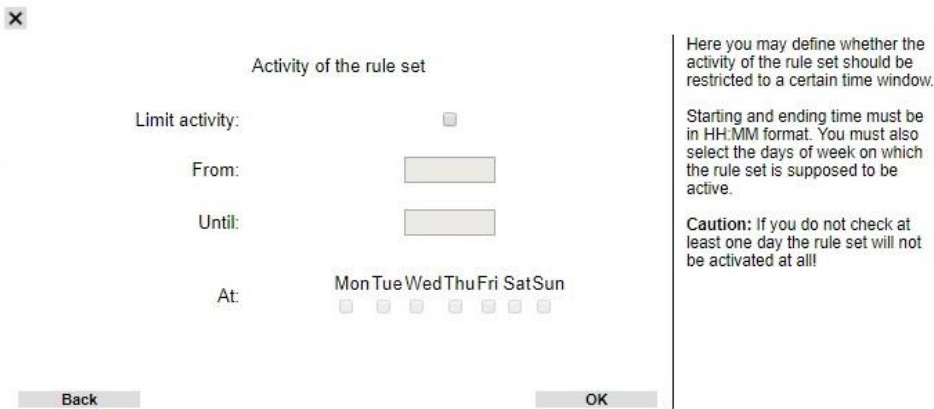 Activity of the rule set
Limit activity:
From:
Until:
At:
Mon Tue Wed Thu Fri Sat Sun
Back
OK
Here you may define whether the
activity of the rule set should be
restricted to a certain time window.
Starting and ending time must be
in HH:MM format. You must also
select the days of week on which
the rule set is supposed to be
active.
Caution: If you do not check at
least one day the rule set will not
be activated at all!